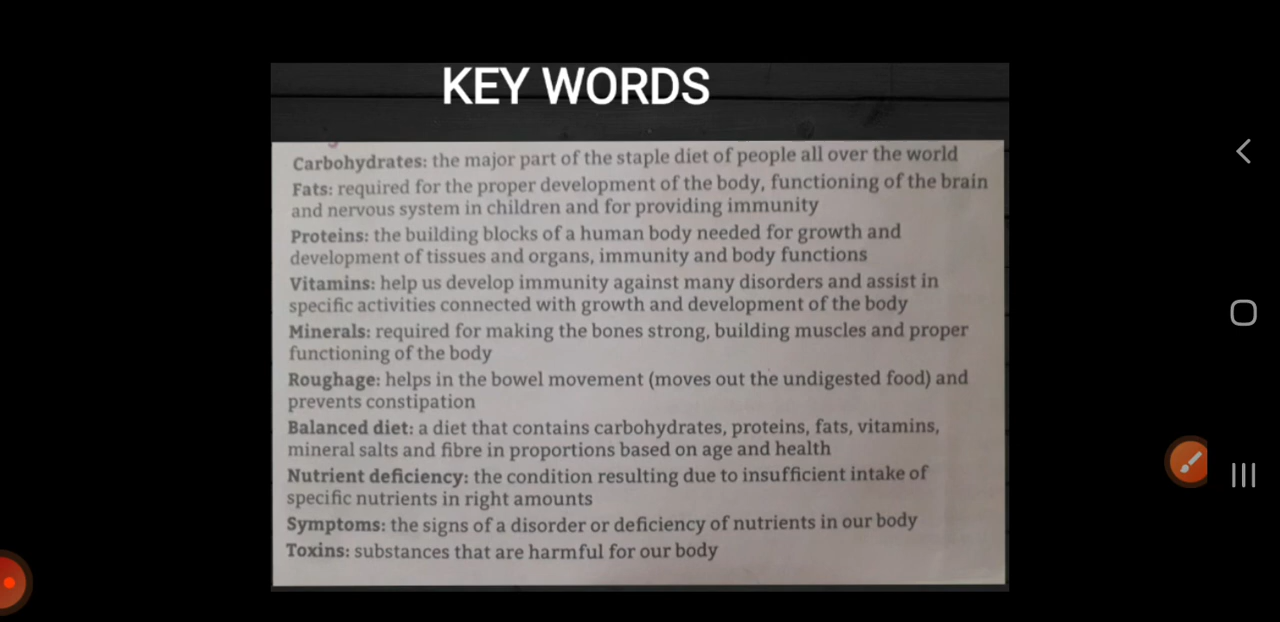 KEY WORDS
Carbohydrates: the major part of the staple diet of people all over the world
Fats: required for the proper development of the body, functioning of the brain
and nervous system in children and for providing immunity
Proteins: the building blocks of a human body needed for growth and
development of tissues and organs, immunity and body functions
Vitamins: help us develop immunity against many disorders and assist in
specific activities connected with growth and development of the body
Minerals: required for making the bones strong, building muscles and proper
functioning of the body
Roughage: helps in the bowel movement (moves out the undigested food) and
prevents constipation
Balanced diet: a diet that contains carbohydrates, proteins, fats, vitamins,
mineral salts and fibre in proportions based on age and health
Nutrient deficiency: the condition resulting due to insufficient intake of
specific nutrients in right amounts
Symptoms: the signs of a disorder or deficiency of nutrients in our body
Toxins: substances that are harmful for our body